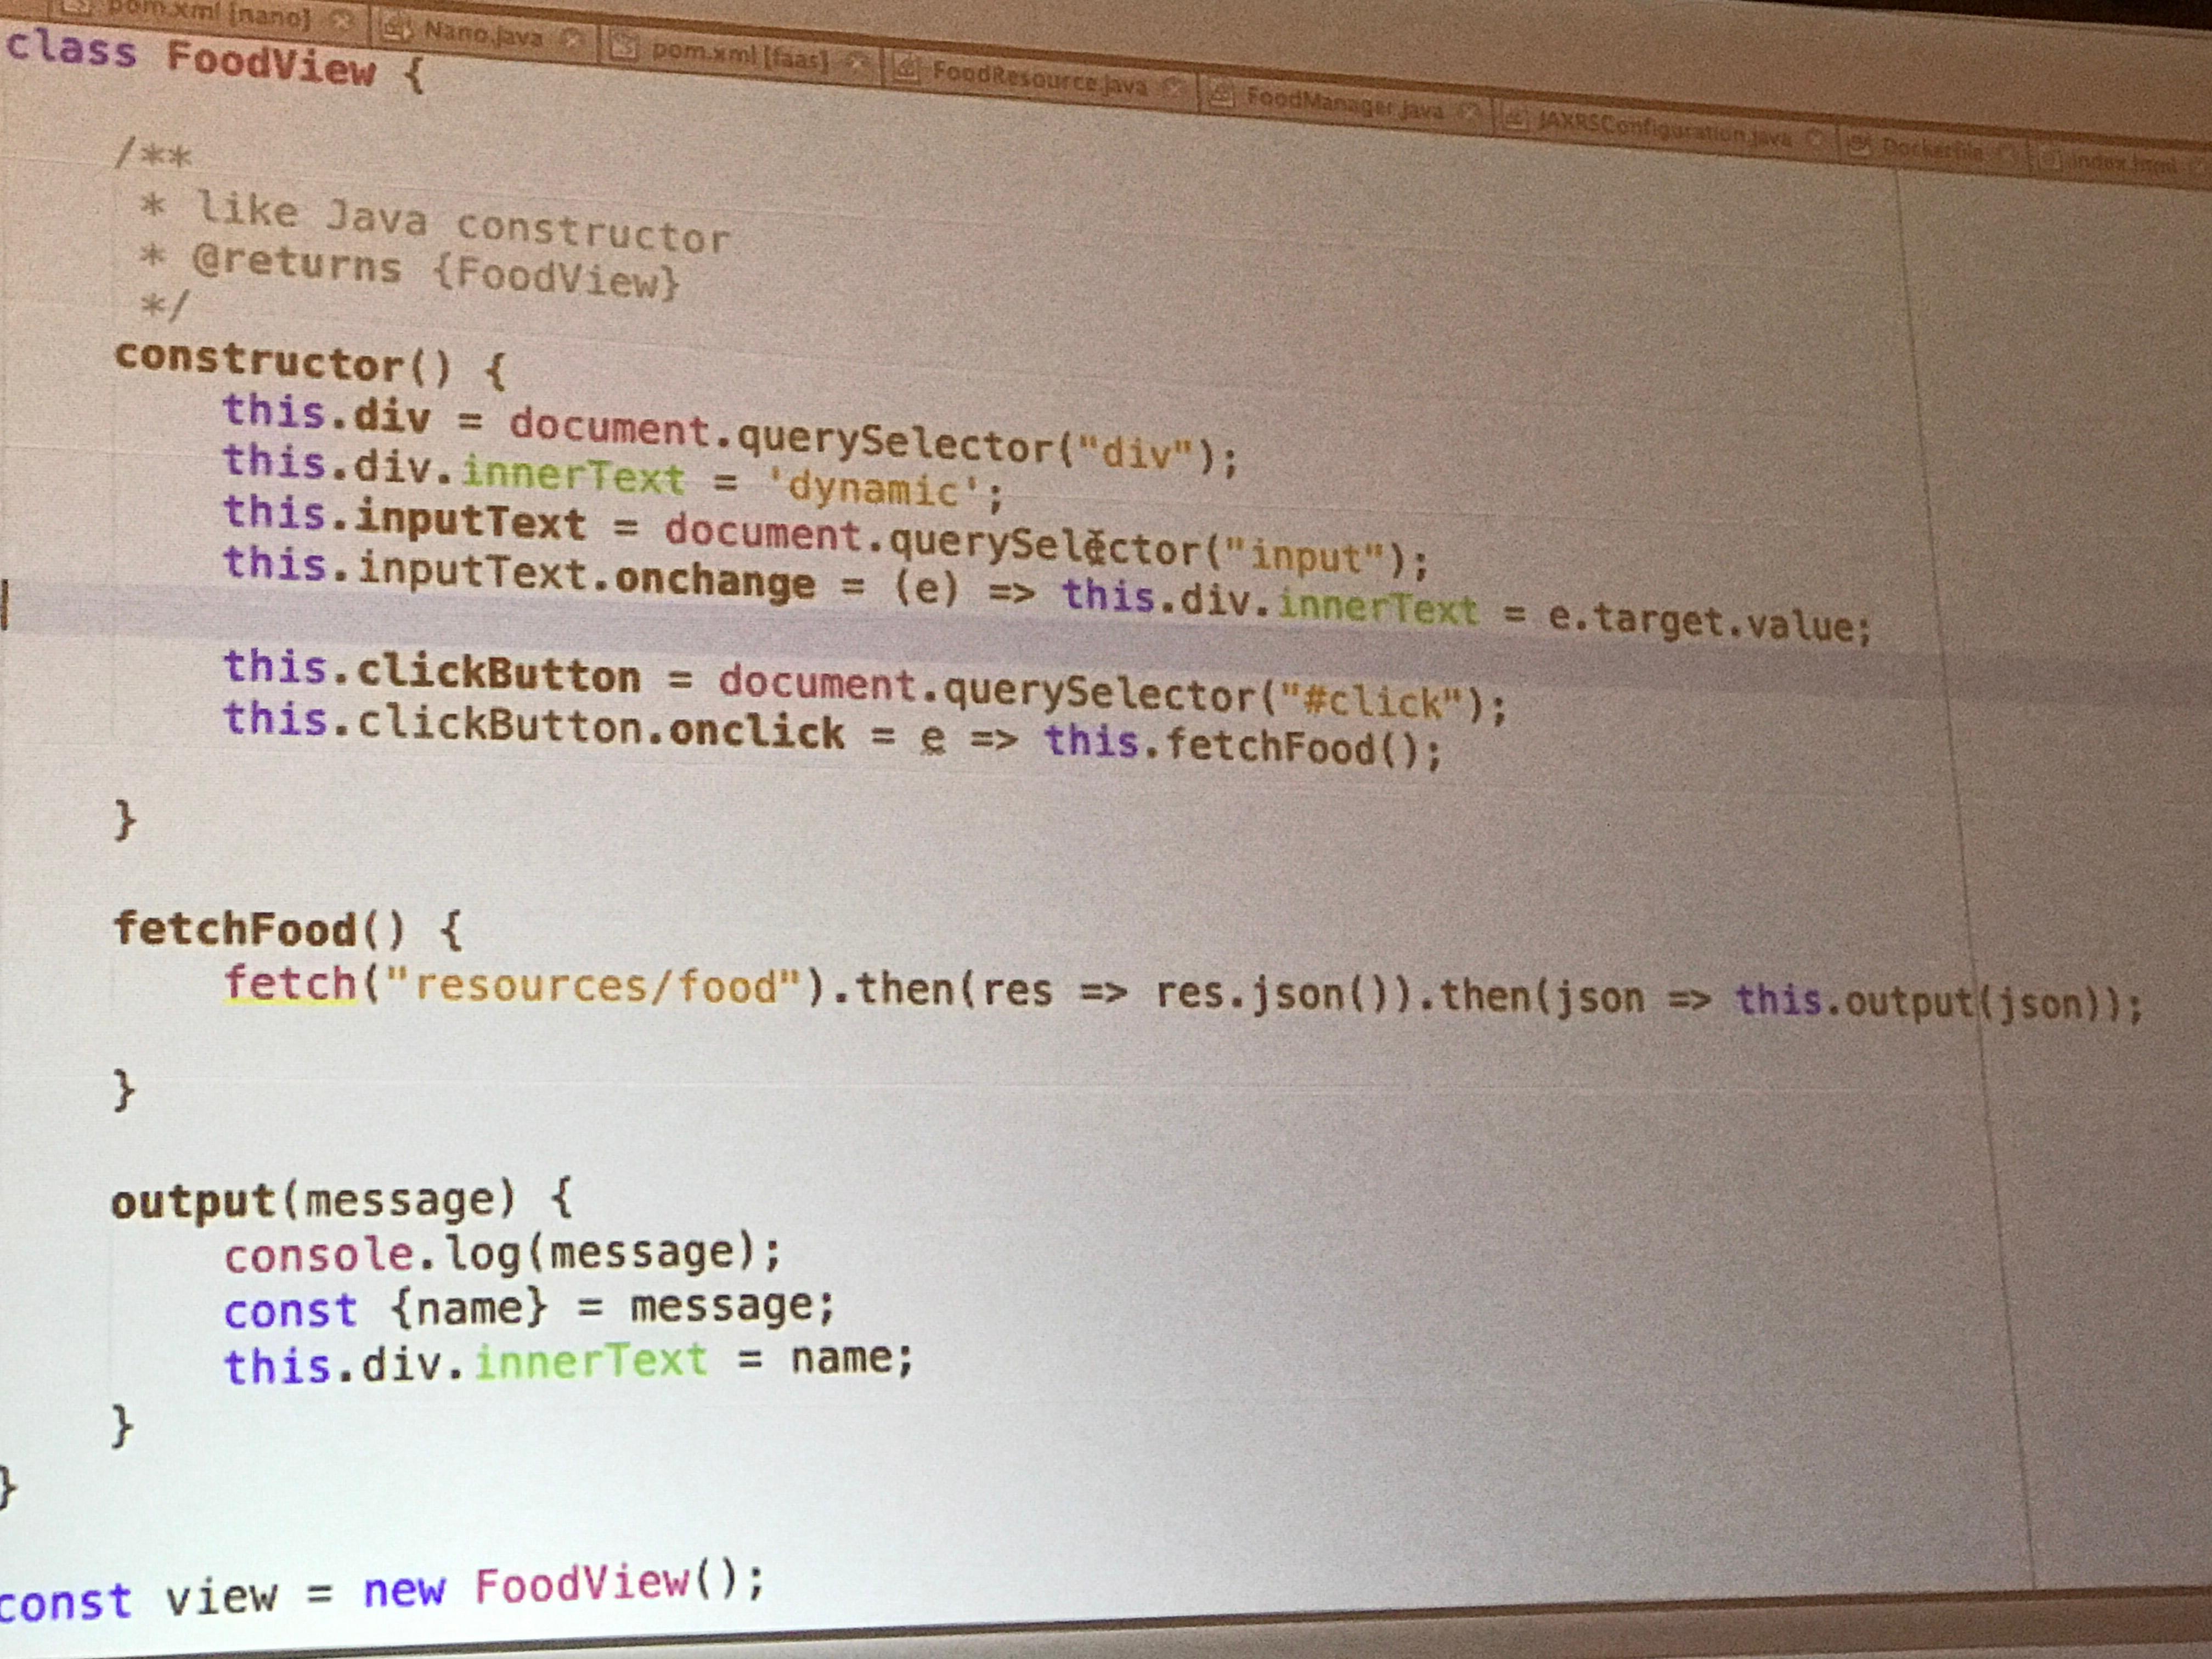 pom.xml [nano] Nano.java pom.xml [faas] FoodResource.java FoodManager.java JAXRSConfiguration.java Dockerfile index.html
class FoodView {
/**
* like Java constructor
* @returns {FoodView}
*/
constructor() {
this.div = document.querySelector("div");
this.div.innerText = 'dynamic';
this.inputText = document.querySelector("input");
this.inputText.onchange = (e) => this.div.innerText = e.target.value;
this.clickButton = document.querySelector("#click");
this.clickButton.onclick = e => this.fetchFood();
}
fetchFood() {
fetch("resources/food").then(res => res.json()).then(json => this.output(json));
}
output(message) {
console.log(message);
const {name} = message;
this.div.innerText = name;
}
}
const view = new FoodView();